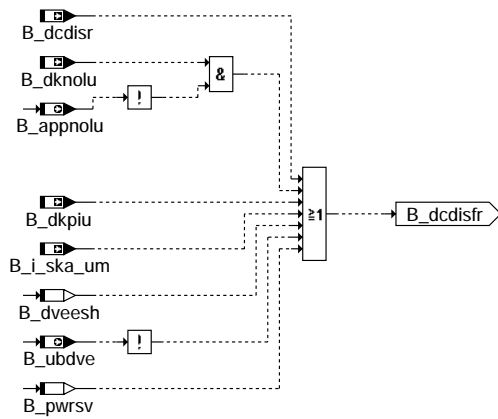 B_dcdisr
B_dknolu
&
B_appnolu
!
B_dkpiu
≥1
B_dcdisfr
B_i_ska_um
B_dveesh
B_ubdve
!
B_pwrsv